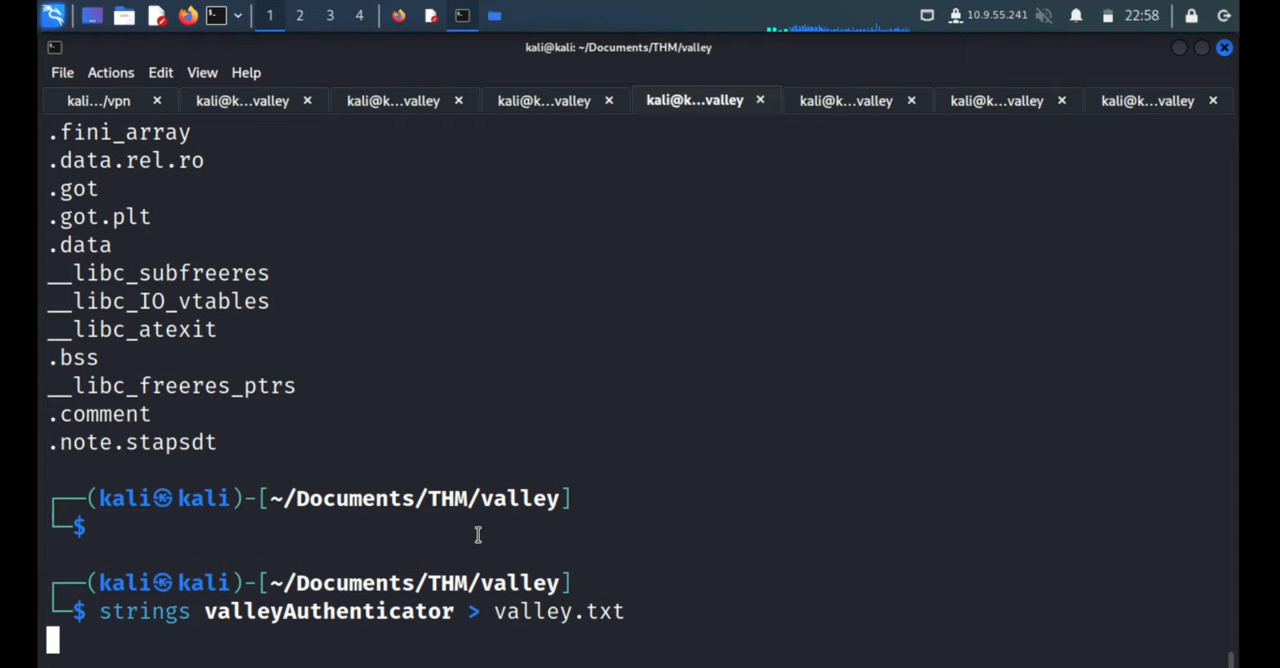 1 2 3 4 10.9.55.241 22:58
kali@kali: ~/Documents/THM/valley
File Actions Edit View Help
kali.../vpn kali@k...valley kali@k...valley kali@k...valley kali@k...valley kali@k...valley kali@k...valley kali@k...valley
.fini_array
.data.rel.ro
.got
.got.plt
.data
__libc_subfreeres
__libc_IO_vtables
__libc_atexit
.bss
__libc_freeres_ptrs
.comment
.note.stapsdt
┌──(kali㉿kali)-[~/Documents/THM/valley]
└─$
┌──(kali㉿kali)-[~/Documents/THM/valley]
└─$ strings valleyAuthenticator > valley.txt